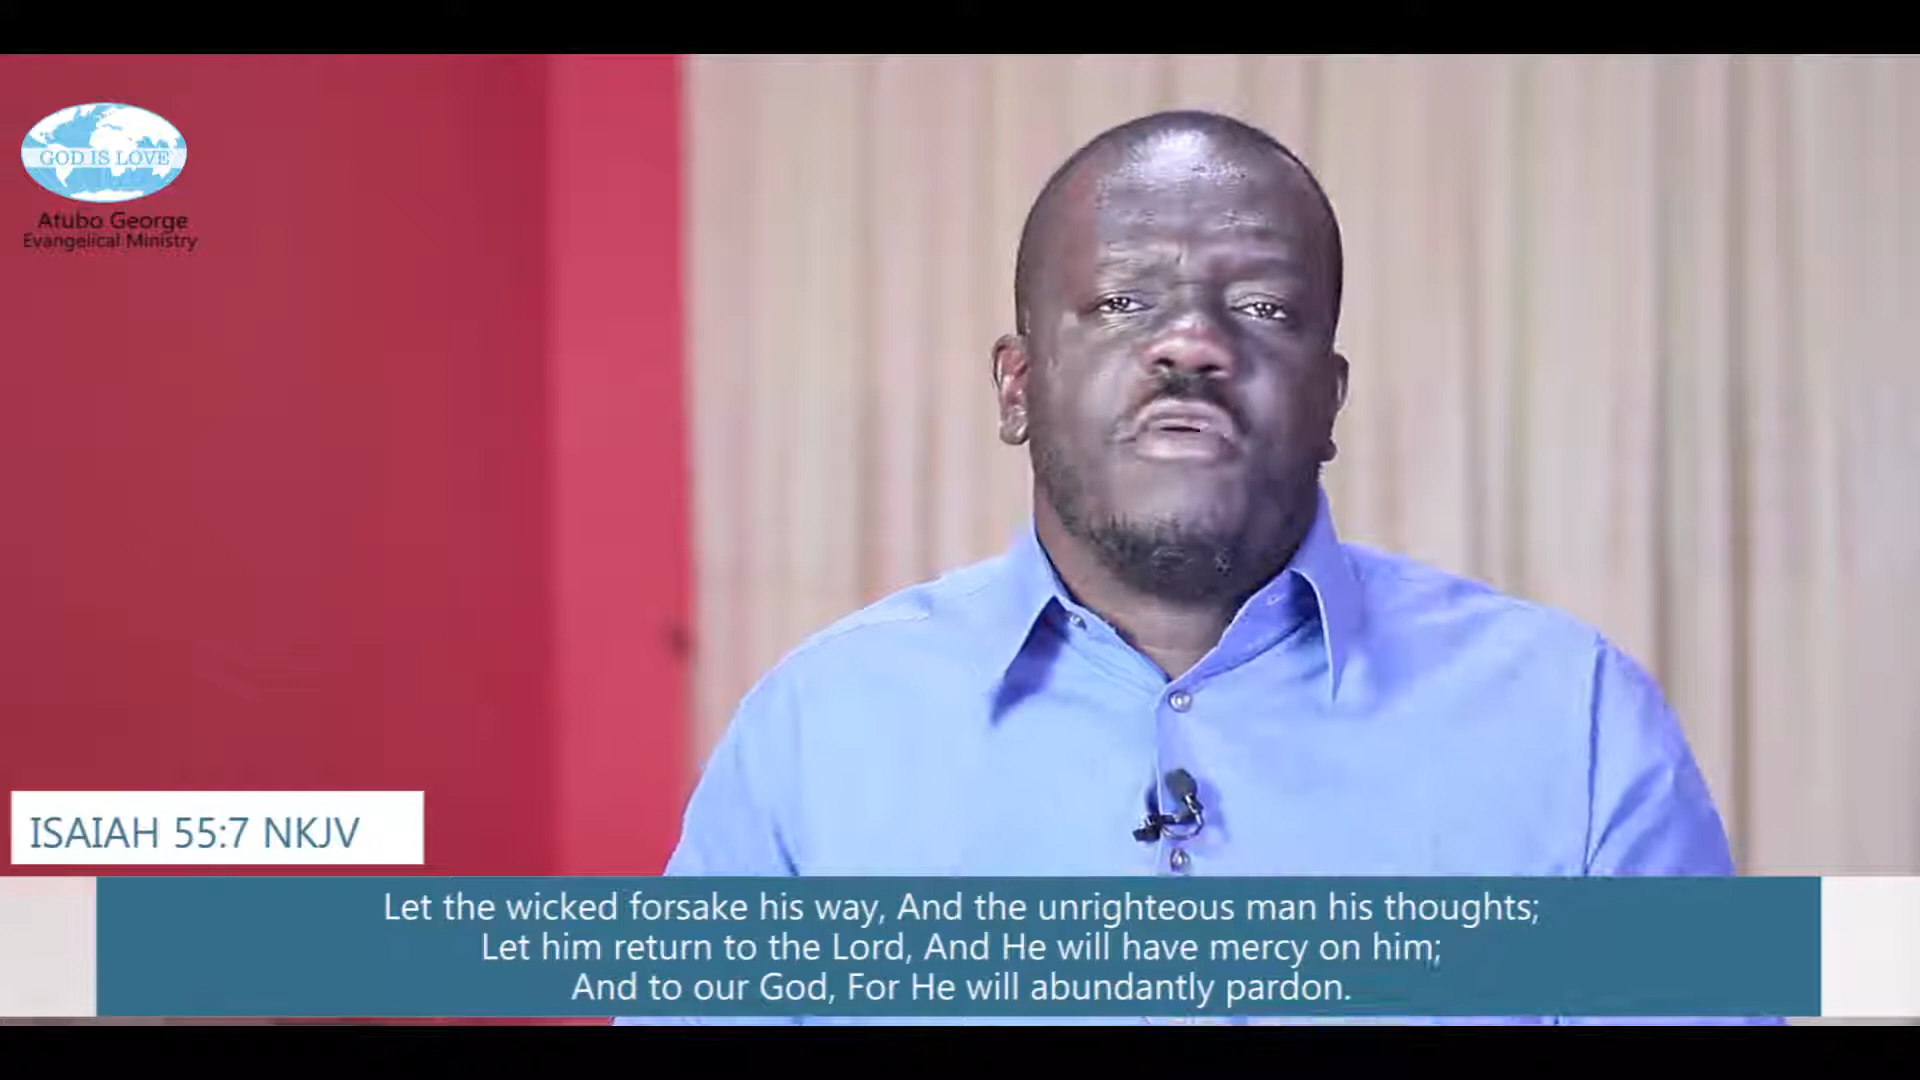 GOD IS LOVE
Atubo George
Evangelical Ministry
ISAIAH 55:7 NKJV
Let the wicked forsake his way, And the unrighteous man his thoughts;
Let him return to the Lord, And He will have mercy on him;
And to our God, For He will abundantly pardon.